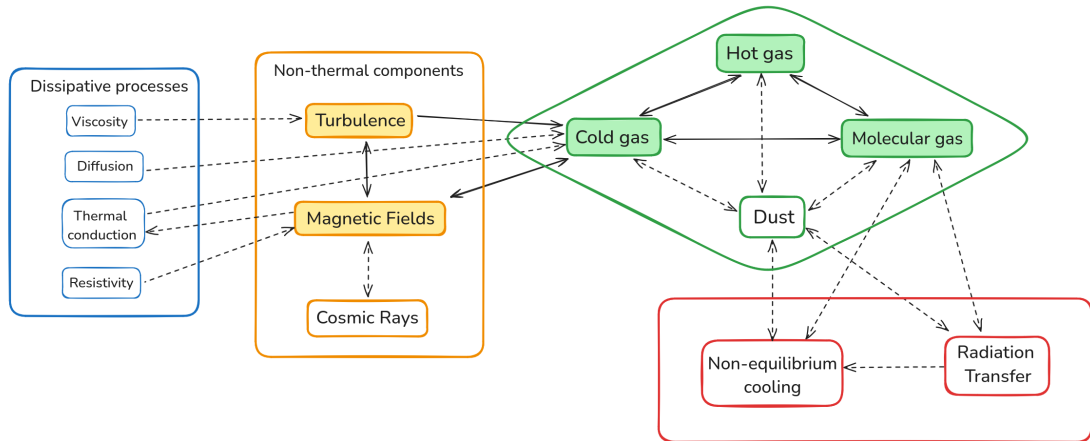 Dissipative processes
Viscosity
Diffusion
Thermal
conduction
Resistivity
Non-thermal components
Turbulence
Magnetic Fields
Cosmic Rays
Hot gas
Cold gas
Molecular gas
Dust
Non-equilibrium
cooling
Radiation
Transfer